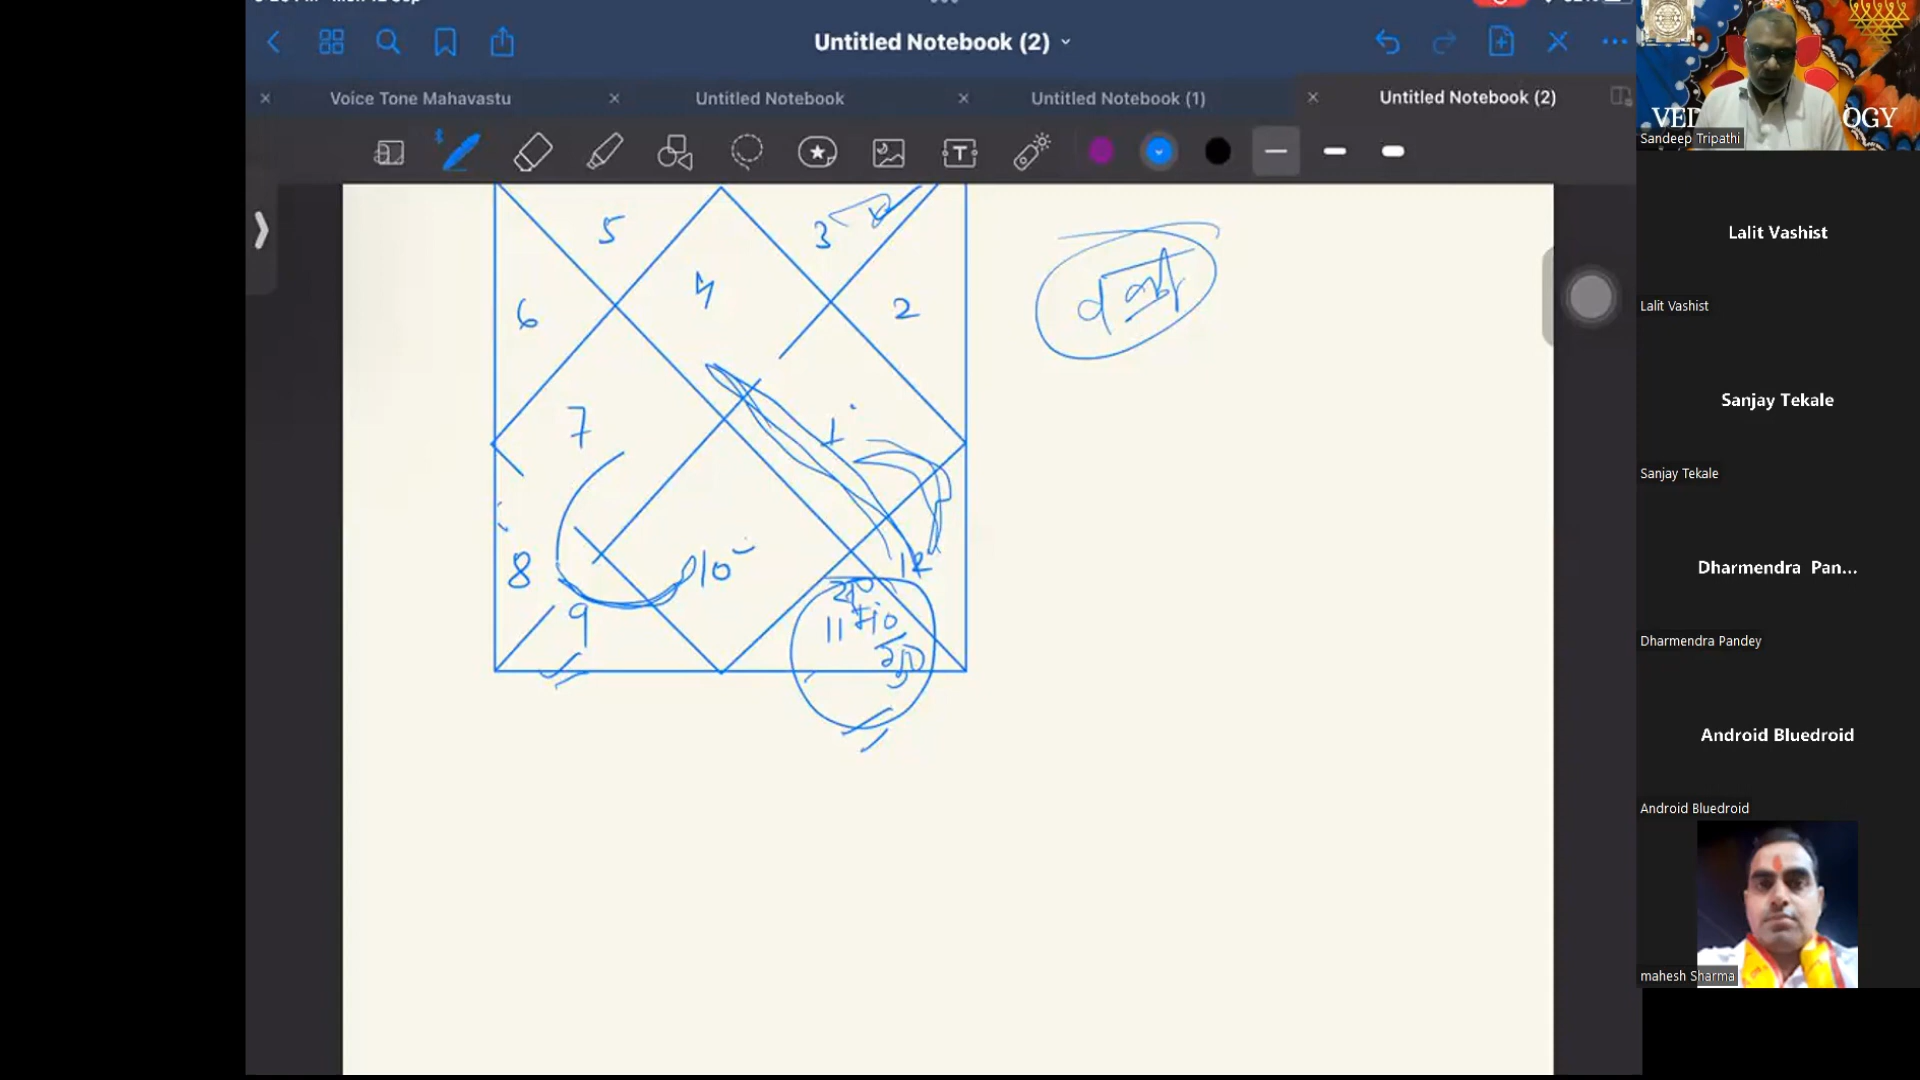 Untitled Notebook (2)
Voice Tone Mahavastu
Untitled Notebook
Untitled Notebook (1)
Untitled Notebook (2)
T
5
3
4
6
2
7
1
8
10
12
9
11
Sandeep Tripathi
Lalit Vashist
Lalit Vashist
Sanjay Tekale
Sanjay Tekale
Dharmendra Pan...
Dharmendra Pandey
Android Bluedroid
Android Bluedroid
mahesh Sharma